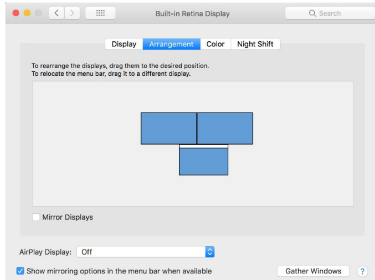 Built-in Retina Display
Search
Display Arrangement Color Night Shift
To rearrange the displays, drag them to the desired position.
To relocate the menu bar, drag it to a different display.
Mirror Displays
AirPlay Display: Off
Show mirroring options in the menu bar when available
Gather Windows ?